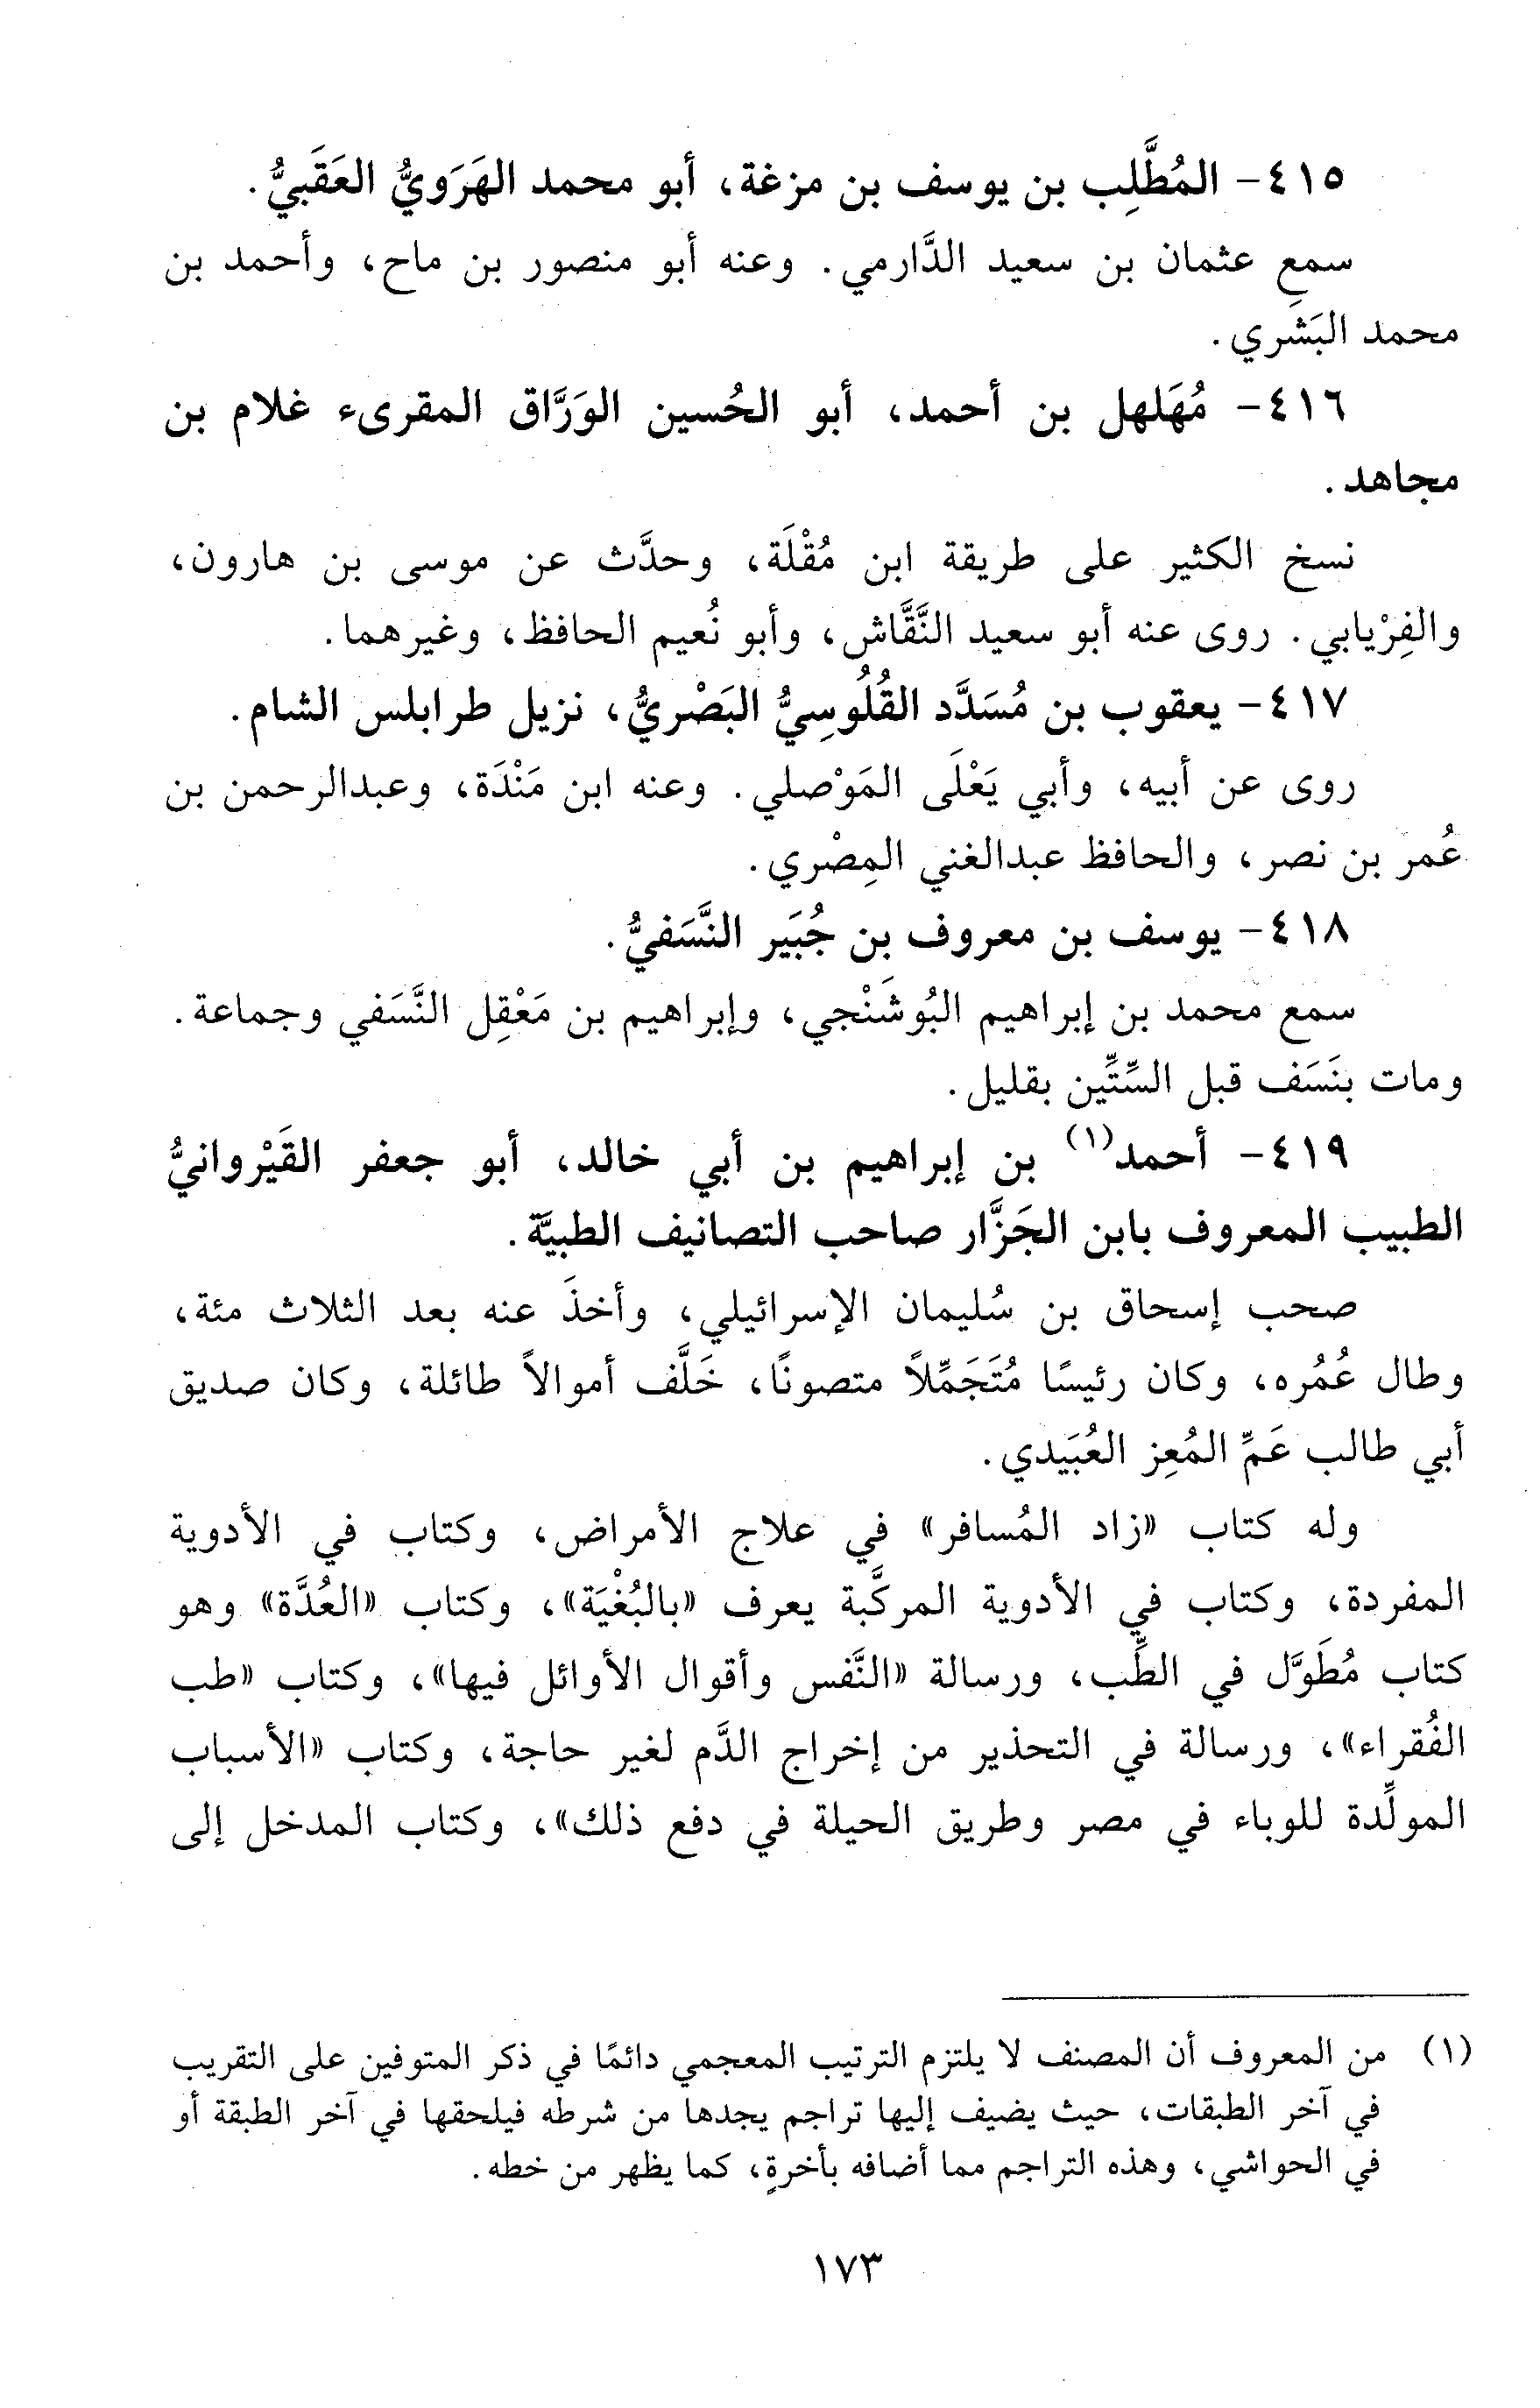 ٤١٥- المُطَّلِب بن يوسف بن مزغة، أبو محمد الهَرَويُّ العَقَبيُّ.
سمع عثمان بن سعيد الدَّارمي. وعنه أبو منصور بن ماح، وأحمد بن
محمد البَشَري.
٤١٦- مُهَلهل بن أحمد، أبو الحُسين الورَّاق المقرىء غلام بن
مجاهد.
نسخ الكثير على طريقة ابن مُقْلَة، وحدَّث عن موسى بن هارون،
والفِرْيابي. روى عنه أبو سعيد النَّقَّاش، وأبو نُعيم الحافظ، وغيرهما.
٤١٧- يعقوب بن مُسَدَّد القُلُوسِيُّ البَصْريُّ، نزيل طرابلس الشام.
روى عن أبيه، وأبي يَعْلَى المَوْصلي. وعنه ابن مَنْدَة، وعبدالرحمن بن
عُمر بن نصر، والحافظ عبدالغني المِصْري.
٤١٨- يوسف بن معروف بن جُبَير النَّسَفيُّ.
سمع محمد بن إبراهيم البُوشَنْجي، وإبراهيم بن مَعْقِل النَّسَفي وجماعة.
ومات بنَسَف قبل السِّتِّين بقليل.
٤١٩- أحمد(١) بن إبراهيم بن أبي خالد، أبو جعفر القَيْروانيُّ
الطبيب المعروف بابن الجَزَّار صاحب التصانيف الطبيَّة.
صحب إسحاق بن سُليمان الإسرائيلي، وأخذَ عنه بعد الثلاث مئة،
وطال عُمُره، وكان رئيسًا مُتَجَمِّلاً متصونًا، خَلَّف أموالاً طائلة، وكان صديق
أبي طالب عَمِّ المُعِز العُبَيدي.
وله كتاب «زاد المُسافر» في علاج الأمراض، وكتاب في الأدوية
المفردة، وكتاب في الأدوية المركَّبة يعرف «بالبُغْيَة»، وكتاب «العُدَّة» وهو
كتاب مُطَوَّل في الطِّب، ورسالة «النَّفس وأقوال الأوائل فيها»، وكتاب «طب
الفُقراء»، ورسالة في التحذير من إخراج الدَّم لغير حاجة، وكتاب «الأسباب
المولِّدة للوباء في مصر وطريق الحيلة في دفع ذلك»، وكتاب المدخل إلى
(١) من المعروف أن المصنف لا يلتزم الترتيب المعجمي دائمًا في ذكر المتوفين على التقريب
في آخر الطبقات، حيث يضيف إليها تراجم يجدها من شرطه فيلحقها في آخر الطبقة أو
في الحواشي، وهذه التراجم مما أضافه بأخرةٍ، كما يظهر من خطه.
١٧٣